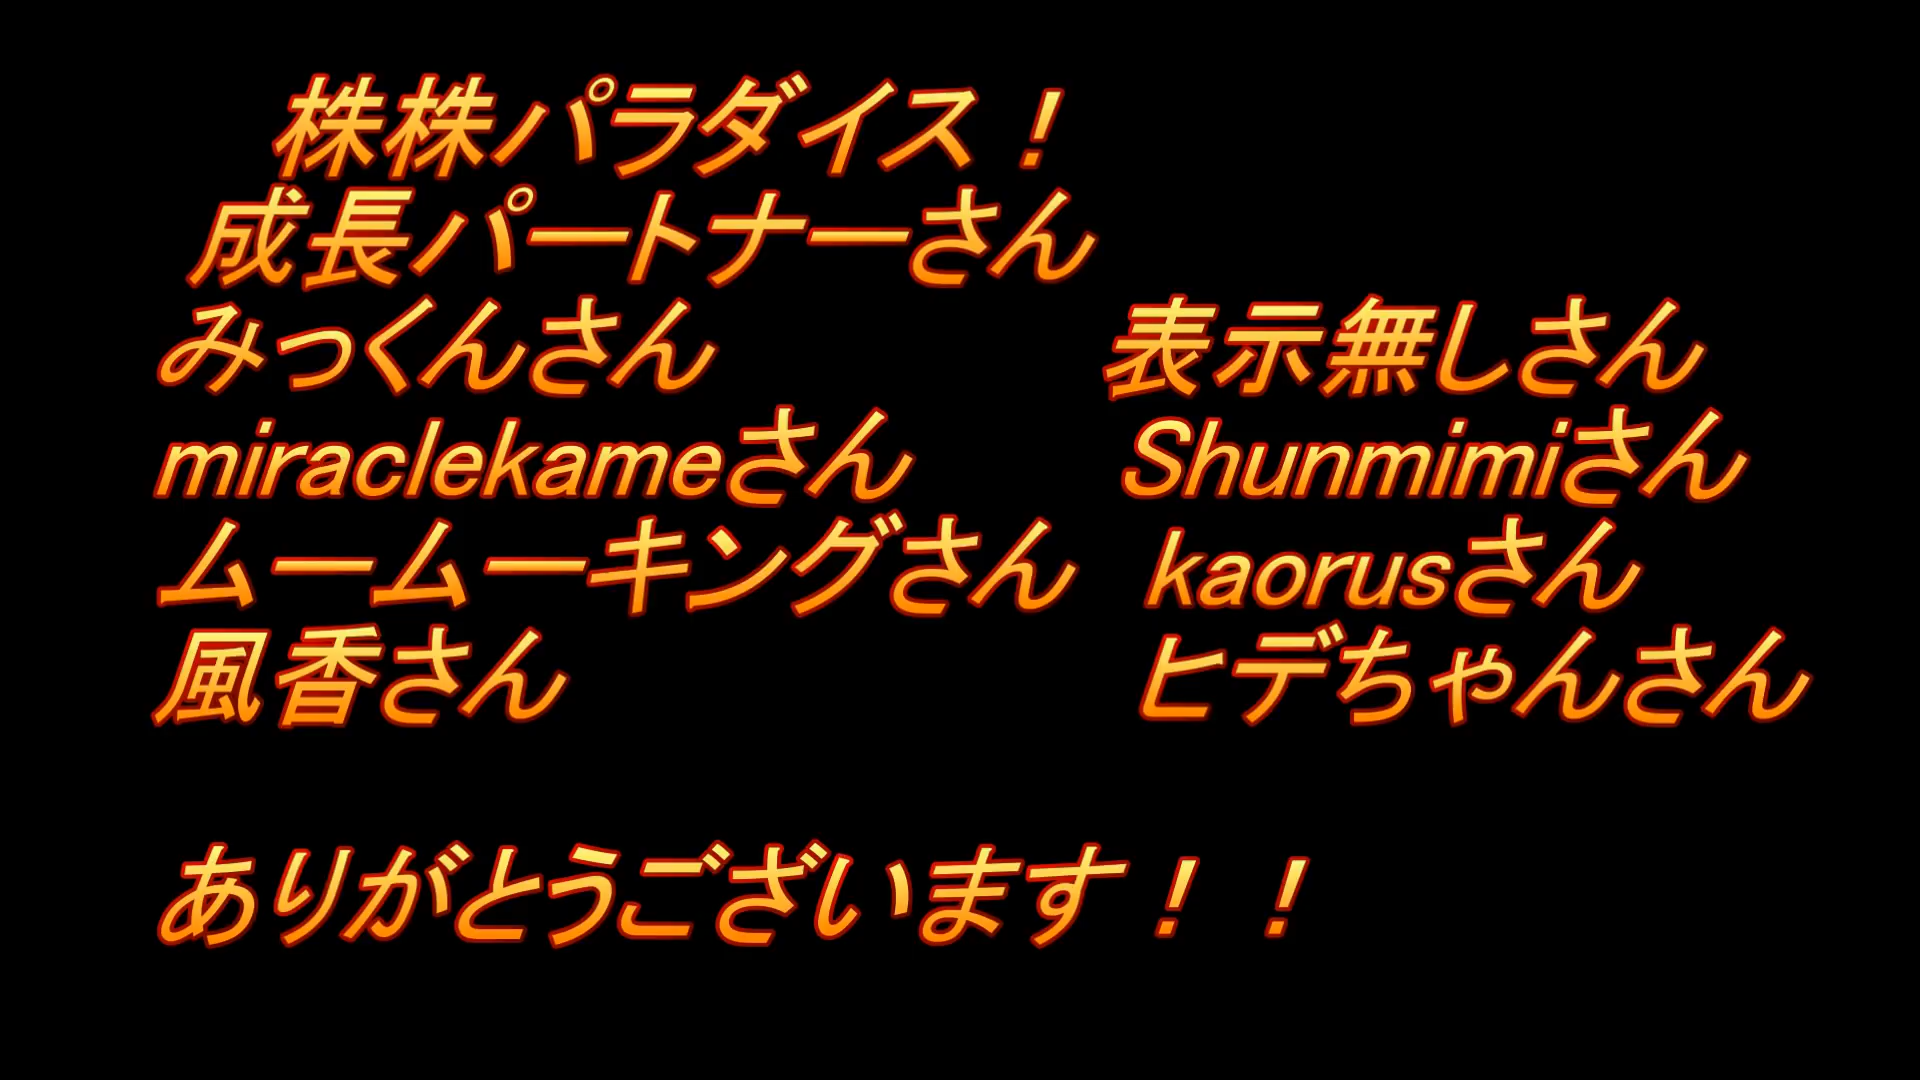 株株パラダイス！
成長パートナーさん
みっくんさん 表示無しさん
miraclekameさん Shunmimiさん
ムームーキングさん kaorusさん
風香さん ヒデちゃんさん
ありがとうございます！！